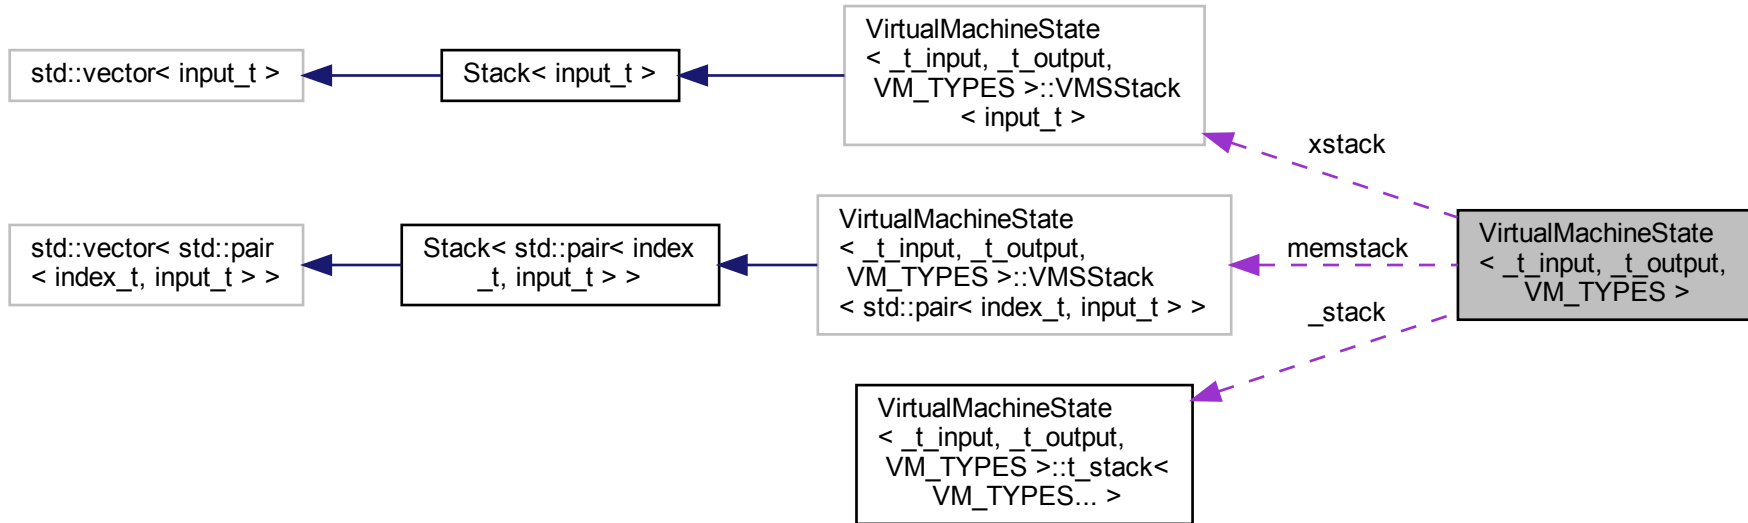 std::vector< input_t >
Stack< input_t >
VirtualMachineState
< _t_input, _t_output,
VM_TYPES >::VMSStack
< input_t >
xstack
std::vector< std::pair
< index_t, input_t > >
Stack< std::pair< index
_t, input_t > >
VirtualMachineState
< _t_input, _t_output,
VM_TYPES >::VMSStack
< std::pair< index_t, input_t > >
memstack
VirtualMachineState
< _t_input, _t_output,
VM_TYPES >
_stack
VirtualMachineState
< _t_input, _t_output,
VM_TYPES >::t_stack<
VM_TYPES... >